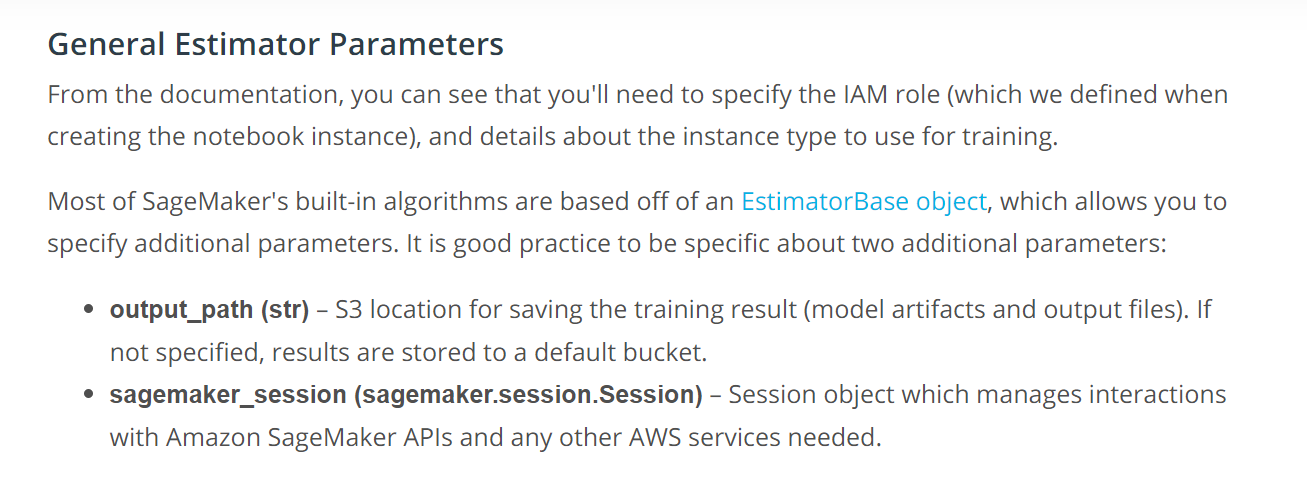 General Estimator Parameters
From the documentation, you can see that you'll need to specify the IAM role (which we defined when
creating the notebook instance), and details about the instance type to use for training.
Most of SageMaker's built-in algorithms are based off of an EstimatorBase object, which allows you to
specify additional parameters. It is good practice to be specific about two additional parameters:
• output_path (str) – S3 location for saving the training result (model artifacts and output files). If
not specified, results are stored to a default bucket.
• sagemaker_session (sagemaker.session.Session) – Session object which manages interactions
with Amazon SageMaker APIs and any other AWS services needed.